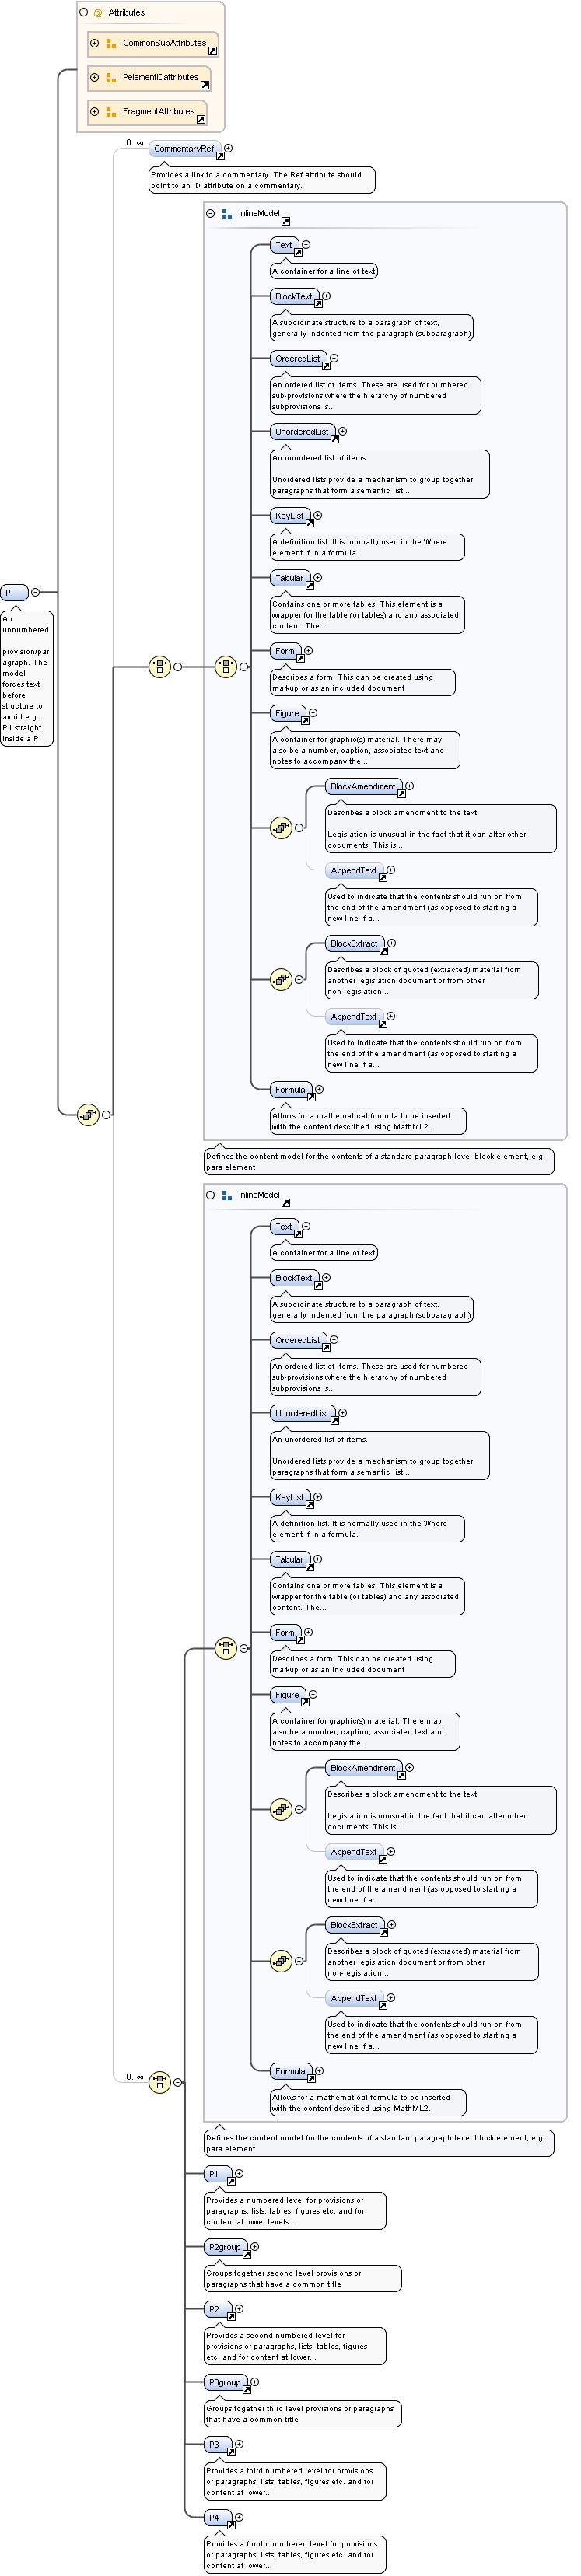 @ Attributes
CommonSubAttributes
PelementIDattributes
FragmentAttributes
0..∞
CommentaryRef
Provides a link to a commentary. The Ref attribute should
point to an ID attribute on a commentary.
InlineModel
Text
A container for a line of text
BlockText
A subordinate structure to a paragraph of text,
generally indented from the paragraph (subparagraph)
OrderedList
An ordered list of items. These are used for numbered
sub-provisions where the hierarchy of numbered
subprovisions is...
UnorderedList
An unordered list of items.
Unordered lists provide a mechanism to group together
paragraphs that form a semantic list...
KeyList
A definition list. It is normally used in the Where
element if in a formula.
Tabular
Contains one or more tables. This element is a
wrapper for the table (or tables) and any associated
content. The...
Form
Describes a form. This can be created using
markup or as an included document
Figure
A container for graphic(s) material. There may
also be a number, caption, associated text and
notes to accompany the...
BlockAmendment
Describes a block amendment to the text.
Legislation is unusual in the fact that it can alter other
documents. This is...
AppendText
Used to indicate that the contents should run on from
the end of the amendment (as opposed to starting a
new line if a...
BlockExtract
Describes a block of quoted (extracted) material from
another legislation document or from other
non-legislation...
AppendText
Used to indicate that the contents should run on from
the end of the amendment (as opposed to starting a
new line if a...
Formula
Allows for a mathematical formula to be inserted
with the content described using MathML2.
Defines the content model for the contents of a standard paragraph level block element, e.g.
para element
P
An
unnumbered
provision/par
agraph. The
model
forces text
before
structure to
avoid e.g.
P1 straight
inside a P
InlineModel
Text
A container for a line of text
BlockText
A subordinate structure to a paragraph of text,
generally indented from the paragraph (subparagraph)
OrderedList
An ordered list of items. These are used for numbered
sub-provisions where the hierarchy of numbered
subprovisions is...
UnorderedList
An unordered list of items.
Unordered lists provide a mechanism to group together
paragraphs that form a semantic list...
KeyList
A definition list. It is normally used in the Where
element if in a formula.
Tabular
Contains one or more tables. This element is a
wrapper for the table (or tables) and any associated
content. The...
Form
Describes a form. This can be created using
markup or as an included document
Figure
A container for graphic(s) material. There may
also be a number, caption, associated text and
notes to accompany the...
BlockAmendment
Describes a block amendment to the text.
Legislation is unusual in the fact that it can alter other
documents. This is...
AppendText
Used to indicate that the contents should run on from
the end of the amendment (as opposed to starting a
new line if a...
BlockExtract
Describes a block of quoted (extracted) material from
another legislation document or from other
non-legislation...
AppendText
Used to indicate that the contents should run on from
the end of the amendment (as opposed to starting a
new line if a...
Formula
Allows for a mathematical formula to be inserted
with the content described using MathML2.
0..∞
Defines the content model for the contents of a standard paragraph level block element, e.g.
para element
P1
Provides a numbered level for provisions or
paragraphs, lists, tables, figures etc. and for
content at lower levels...
P2group
Groups together second level provisions or
paragraphs that have a common title
P2
Provides a second numbered level for
provisions or paragraphs, lists, tables, figures
etc. and for content at lower...
P3group
Groups together third level provisions or paragraphs
that have a common title
P3
Provides a third numbered level for provisions
or paragraphs, lists, tables, figures etc. and for
content at lower...
P4
Provides a fourth numbered level for provisions
or paragraphs, lists, tables, figures etc. and for
content at lower...